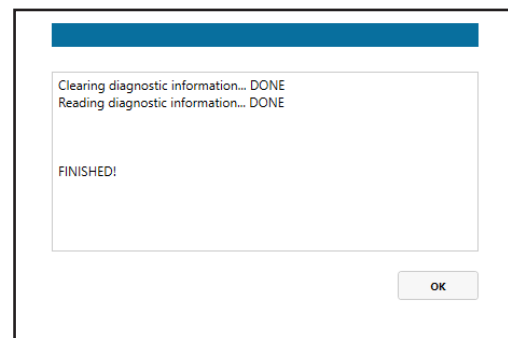 Clearing diagnostic information... DONE
Reading diagnostic information... DONE
FINISHED!
OK